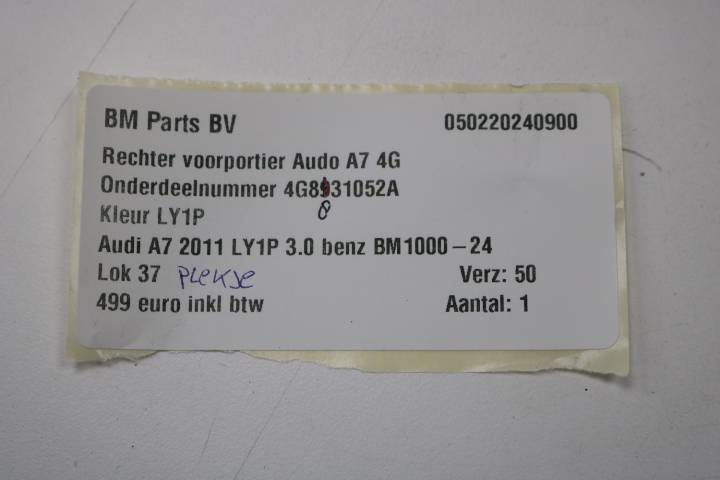 BM Parts BV 050220240900
Rechter voorportier Audo A7 4G
Onderdeelnummer 4G8931052A
8
Kleur LY1P
Audi A7 2011 LY1P 3.0 benz BM1000-24
Lok 37 PLEKJE Verz: 50
499 euro inkl btw Aantal: 1